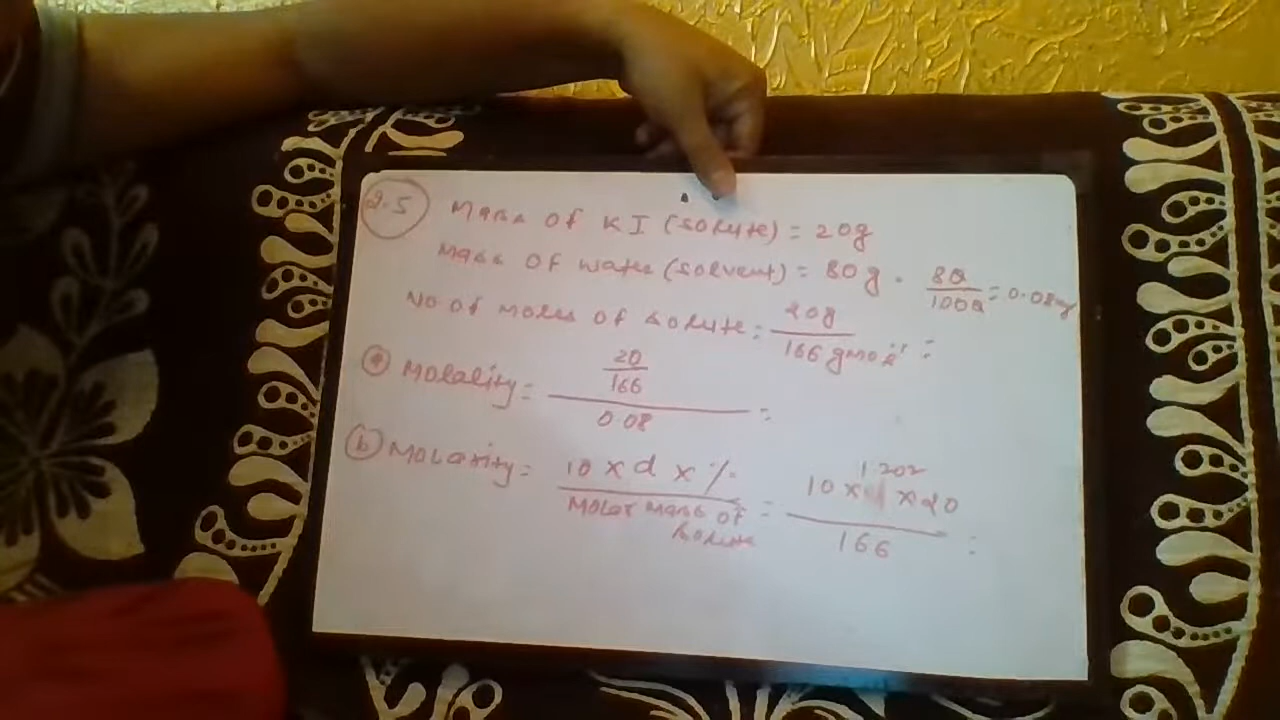 2.5 Mass of KI (solute) = 20g
Mass of water (solvent) = 80g. 80/1000 = 0.08kg
No of moles of solute = 20g/166 gmol⁻¹ =
(a) Molality = (20/166)/0.08 =
(b) Molarity = (10 x d x %)/(Molar mass of solute) = (10 x 1.202 x 20)/166 =